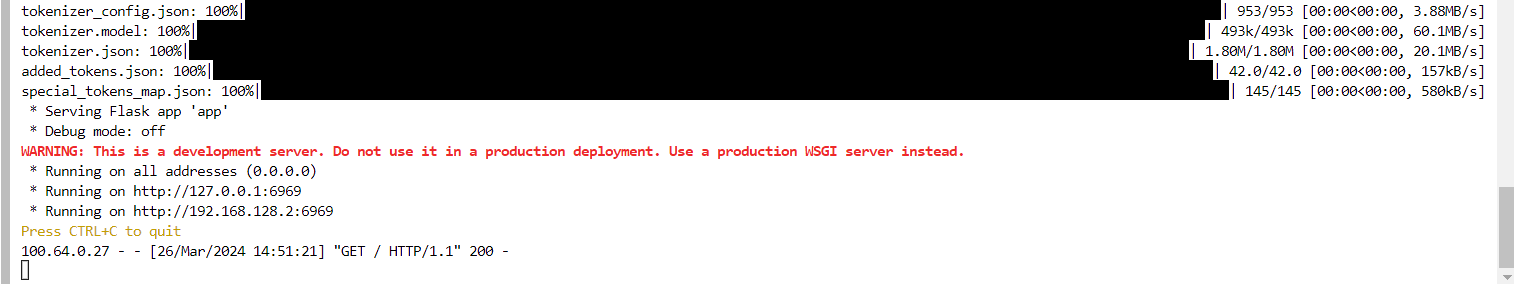 tokenizer_config.json: 100%| | 953/953 [00:00<00:00, 3.88MB/s]
tokenizer.model: 100%| | 493k/493k [00:00<00:00, 60.1MB/s]
tokenizer.json: 100%| | 1.80M/1.80M [00:00<00:00, 20.1MB/s]
added_tokens.json: 100%| | 42.0/42.0 [00:00<00:00, 157kB/s]
special_tokens_map.json: 100%| | 145/145 [00:00<00:00, 580kB/s]
* Serving Flask app 'app'
* Debug mode: off
WARNING: This is a development server. Do not use it in a production deployment. Use a production WSGI server instead.
* Running on all addresses (0.0.0.0)
* Running on http://127.0.0.1:6969
* Running on http://192.168.128.2:6969
Press CTRL+C to quit
100.64.0.27 - - [26/Mar/2024 14:51:21] "GET / HTTP/1.1" 200 -